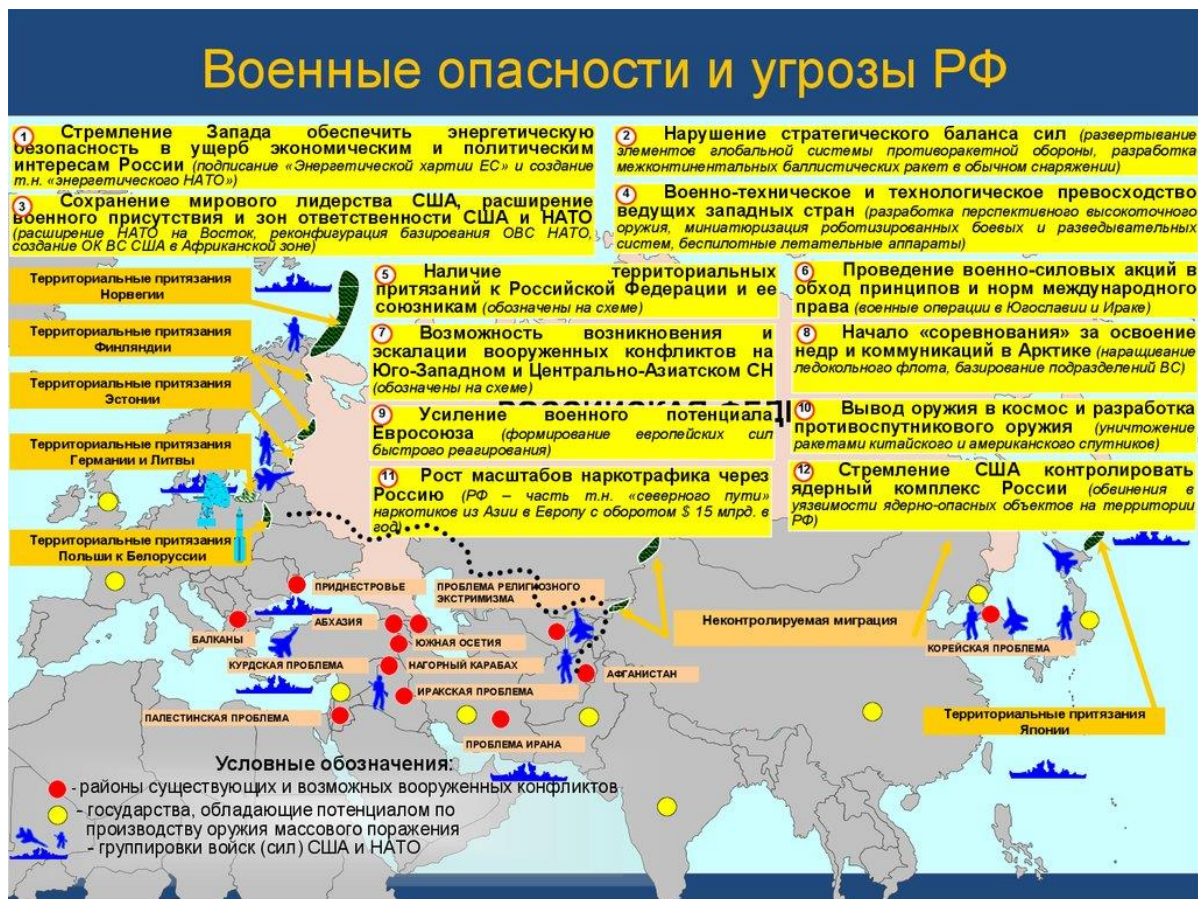 Военные опасности и угрозы РФ
1 Стремление Запада обеспечить энергетическую
безопасность в ущерб экономическим и политическим
интересам России (подписание «Энергетической хартии ЕС» и создание
т.н. «энергетического НАТО»)
2 Нарушение стратегического баланса сил (развертывание
элементов глобальной системы противоракетной обороны, разработка
межконтинентальных баллистических ракет в обычном снаряжении)
3 Сохранение мирового лидерства США, расширение
военного присутствия и зон ответственности США и НАТО
(расширение НАТО на Восток, реконфигурация базирования ОВС НАТО,
создание ОК ВС США в Африканской зоне)
4 Военно-техническое и технологическое превосходство
ведущих западных стран (разработка перспективного высокоточного
оружия, миниатюризация роботизированных боевых и разведывательных
систем, беспилотные летательные аппараты)
5 Наличие территориальных
притязаний к Российской Федерации и ее
союзникам (обозначены на схеме)
6 Проведение военно-силовых акций в
обход принципов и норм международного
права (военные операции в Югославии и Ираке)
7 Возможность возникновения и
эскалации вооруженных конфликтов на
Юго-Западном и Центрально-Азиатском СН
(обозначены на схеме)
8 Начало «соревнования» за освоение
недр и коммуникаций в Арктике (наращивание
ледокольного флота, базирование подразделений ВС)
9 Усиление военного потенциала
Евросоюза (формирование европейских сил
быстрого реагирования)
10 Вывод оружия в космос и разработка
противоспутникового оружия (уничтожение
ракетами китайского и американского спутников)
11 Рост масштабов наркотрафика через
Россию (РФ – часть т.н. «северного пути»
наркотиков из Азии в Европу с оборотом $ 15 млрд. в
год)
12 Стремление США контролировать
ядерный комплекс России (обвинения в
уязвимости ядерно-опасных объектов на территории
РФ)
Территориальные притязания
Норвегии
Территориальные притязания
Финляндии
Территориальные притязания
Эстонии
Территориальные притязания
Германии и Литвы
Территориальные притязания
Польши к Белоруссии
ПРИДНЕСТРОВЬЕ
ПРОБЛЕМА РЕЛИГИОЗНОГО
ЭКСТРИМИЗМА
БАЛКАНЫ
АБХАЗИЯ
ЮЖНАЯ ОСЕТИЯ
Неконтролируемая миграция
КОРЕЙСКАЯ ПРОБЛЕМА
КУРДСКАЯ ПРОБЛЕМА
НАГОРНЫЙ КАРАБАХ
АФГАНИСТАН
ИРАКСКАЯ ПРОБЛЕМА
ПАЛЕСТИНСКАЯ ПРОБЛЕМА
ПРОБЛЕМА ИРАНА
Территориальные притязания
Японии
Условные обозначения:
- районы существующих и возможных вооруженных конфликтов
- государства, обладающие потенциалом по
производству оружия массового поражения
- группировки войск (сил) США и НАТО